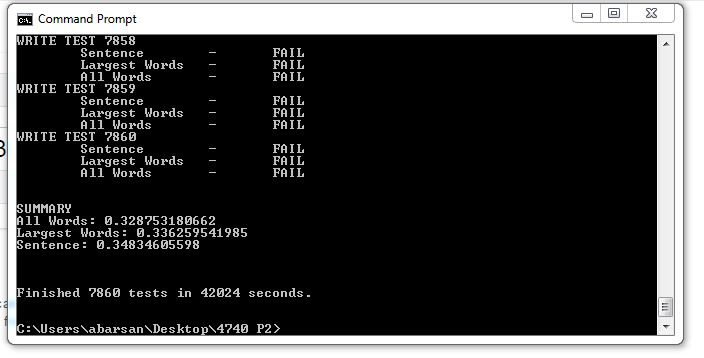 Command Prompt
WRITE TEST 7858
Sentence - FAIL
Largest Words - FAIL
All Words - FAIL
WRITE TEST 7859
Sentence - FAIL
Largest Words - FAIL
All Words - FAIL
WRITE TEST 7860
Sentence - FAIL
Largest Words - FAIL
All Words - FAIL
SUMMARY
All Words: 0.328753180662
Largest Words: 0.336259541985
Sentence: 0.34834605598
Finished 7860 tests in 42024 seconds.
C:\Users\abarsan\Desktop\4740 P2>